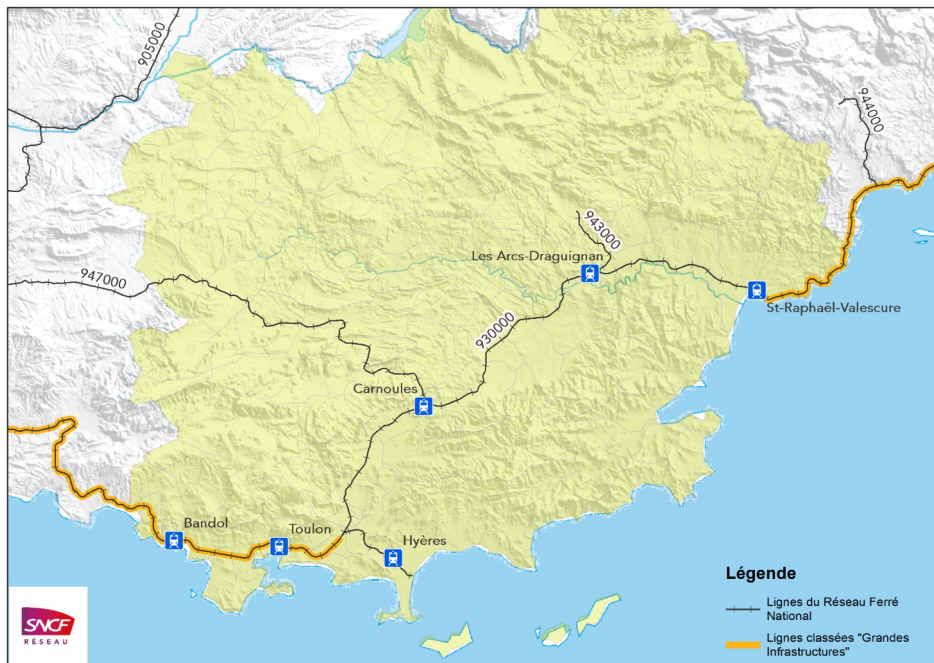 905000
944000
943000
Les Arcs-Draguignan
947000
St-Raphaël-Valescure
930000
Carnoules
Bandol
Toulon
Hyères
Légende
Lignes du Réseau Ferré
National
Lignes classées "Grandes
Infrastructures"
SNCF
RÉSEAU